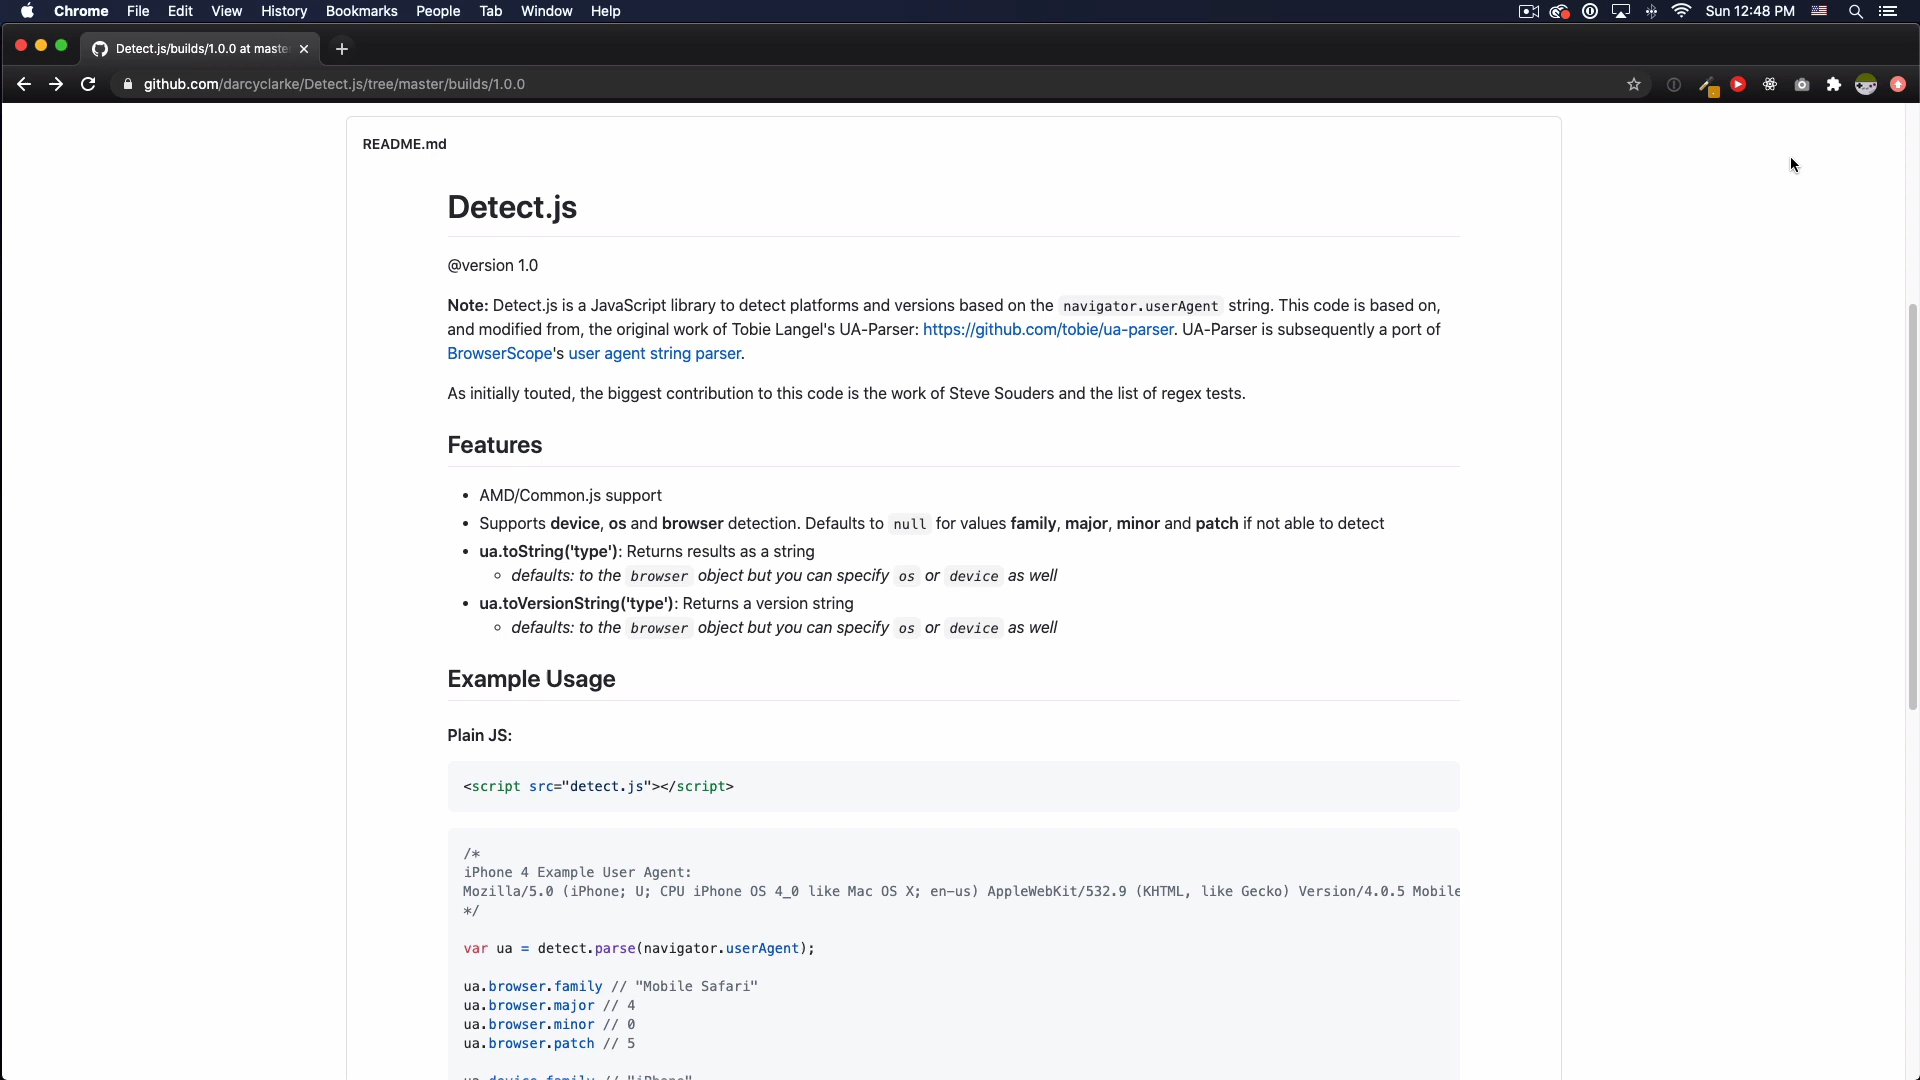 Chrome File Edit View History Bookmarks People Tab Window Help Sun 12:48 PM
Detect.js/builds/1.0.0 at maste
github.com/darcyclarke/Detect.js/tree/master/builds/1.0.0
README.md
Detect.js
@version 1.0
Note: Detect.js is a JavaScript library to detect platforms and versions based on the navigator.userAgent string. This code is based on,
and modified from, the original work of Tobie Langel's UA-Parser: https://github.com/tobie/ua-parser. UA-Parser is subsequently a port of
BrowserScope's user agent string parser.
As initially touted, the biggest contribution to this code is the work of Steve Souders and the list of regex tests.
Features
• AMD/Common.js support
• Supports device, os and browser detection. Defaults to null for values family, major, minor and patch if not able to detect
• ua.toString('type'): Returns results as a string
◦ defaults: to the browser object but you can specify os or device as well
• ua.toVersionString('type'): Returns a version string
◦ defaults: to the browser object but you can specify os or device as well
Example Usage
Plain JS:
<script src="detect.js"></script>
/*
iPhone 4 Example User Agent:
Mozilla/5.0 (iPhone; U; CPU iPhone OS 4_0 like Mac OS X; en-us) AppleWebKit/532.9 (KHTML, like Gecko) Version/4.0.5 Mobile
*/
var ua = detect.parse(navigator.userAgent);
ua.browser.family // "Mobile Safari"
ua.browser.major // 4
ua.browser.minor // 0
ua.browser.patch // 5
ua.device.family // "iPhone"